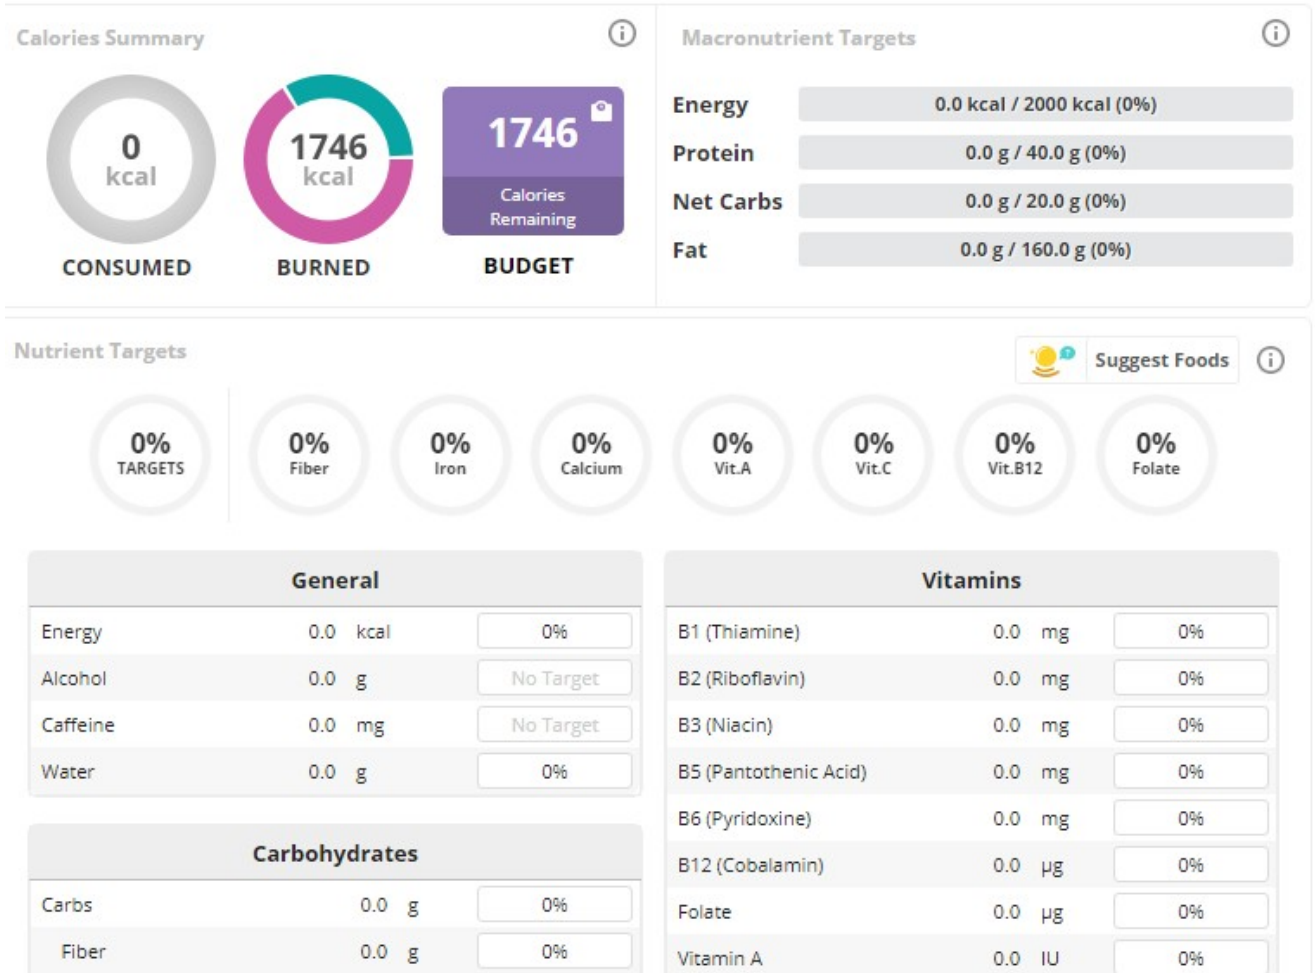 Calories Summary
0
kcal
CONSUMED
1746
kcal
BURNED
1746
Calories
Remaining
BUDGET
Macronutrient Targets
Energy 0.0 kcal / 2000 kcal (0%)
Protein 0.0 g / 40.0 g (0%)
Net Carbs 0.0 g / 20.0 g (0%)
Fat 0.0 g / 160.0 g (0%)
Nutrient Targets
Suggest Foods
0%
TARGETS
0%
Fiber
0%
Iron
0%
Calcium
0%
Vit.A
0%
Vit.C
0%
Vit.B12
0%
Folate
General
Energy 0.0 kcal 0%
Alcohol 0.0 g No Target
Caffeine 0.0 mg No Target
Water 0.0 g 0%
Carbohydrates
Carbs 0.0 g 0%
Fiber 0.0 g 0%
Vitamins
B1 (Thiamine) 0.0 mg 0%
B2 (Riboflavin) 0.0 mg 0%
B3 (Niacin) 0.0 mg 0%
B5 (Pantothenic Acid) 0.0 mg 0%
B6 (Pyridoxine) 0.0 mg 0%
B12 (Cobalamin) 0.0 µg 0%
Folate 0.0 µg 0%
Vitamin A 0.0 IU 0%